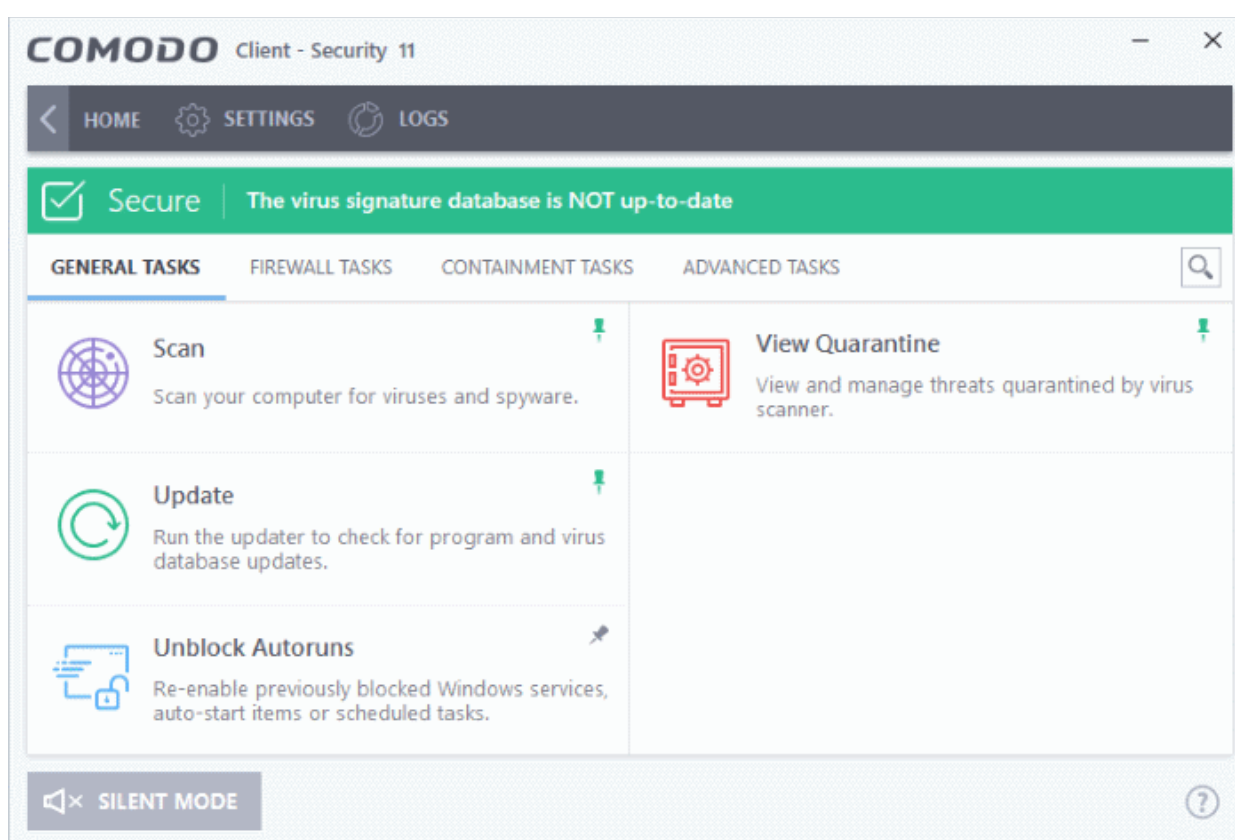 COMODO Client - Security 11
HOME SETTINGS LOGS
Secure The virus signature database is NOT up-to-date
GENERAL TASKS FIREWALL TASKS CONTAINMENT TASKS ADVANCED TASKS
Scan
Scan your computer for viruses and spyware.
View Quarantine
View and manage threats quarantined by virus
scanner.
Update
Run the updater to check for program and virus
database updates.
Unblock Autoruns
Re-enable previously blocked Windows services,
auto-start items or scheduled tasks.
SILENT MODE
?